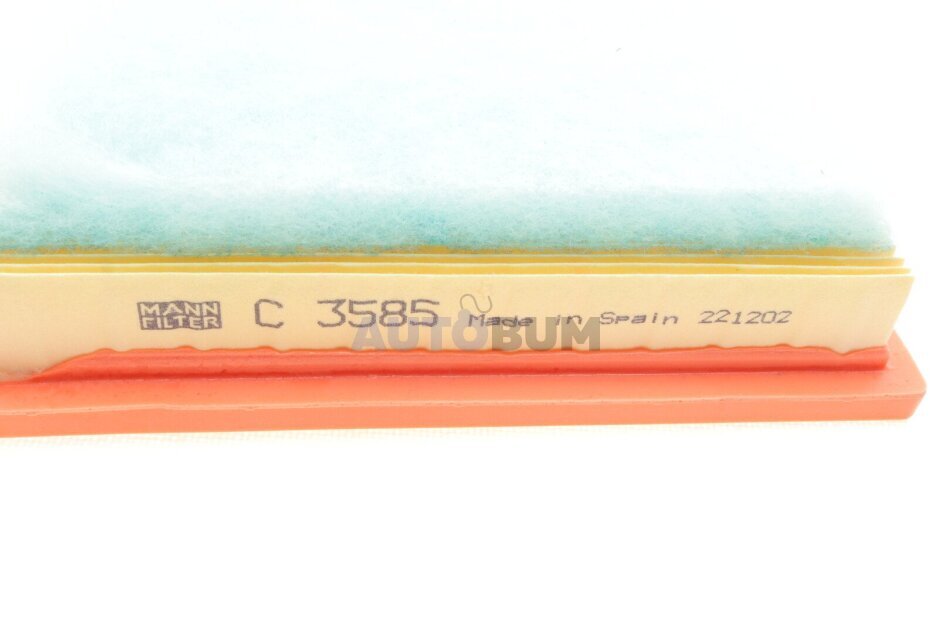 MANN FILTER C 3585 Made in Spain 221202
AUTOBUM